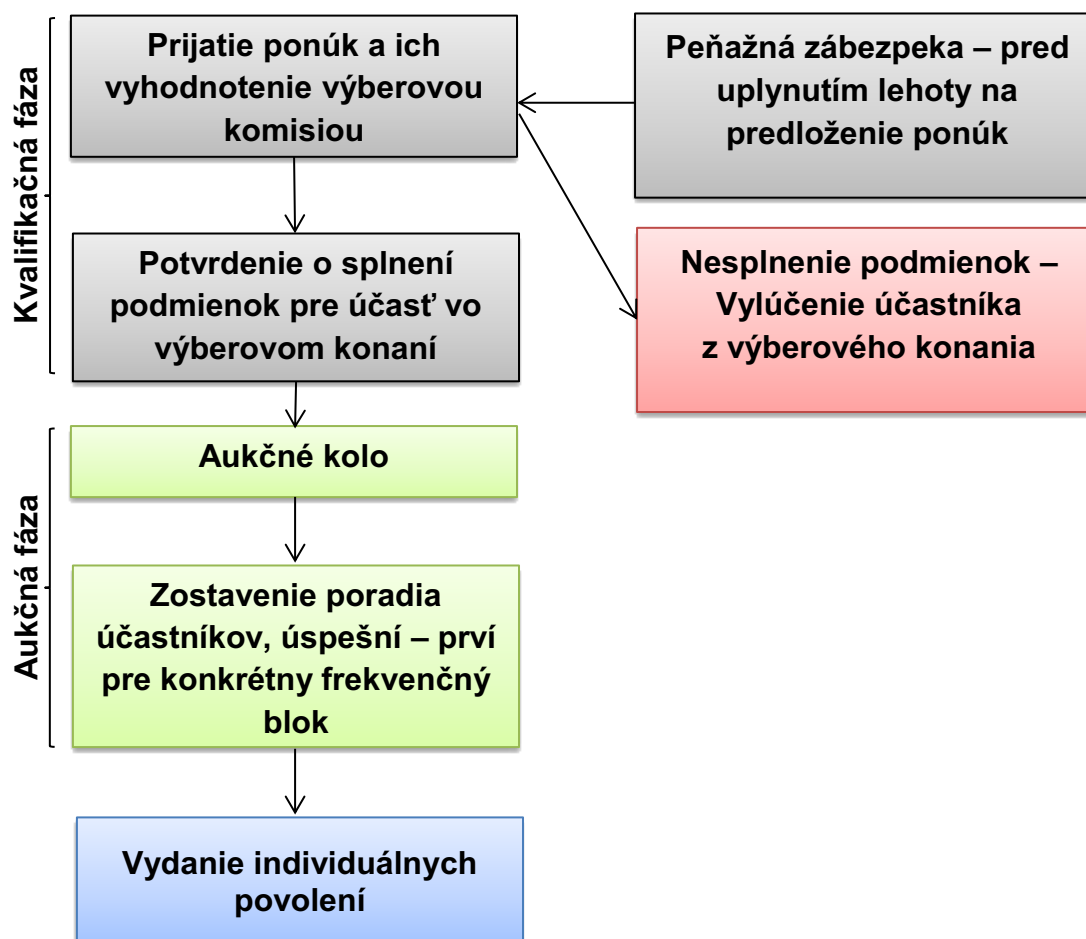 Kvalifikačná fáza
Prijatie ponúk a ich
vyhodnotenie výberovou
komisiou
Peňažná zábezpeka – pred
uplynutím lehoty na
predloženie ponúk
Potvrdenie o splnení
podmienok pre účasť vo
výberovom konaní
Nesplnenie podmienok –
Vylúčenie účastníka
z výberového konania
Aukčná fáza
Aukčné kolo
Zostavenie poradia
účastníkov, úspešní – prví
pre konkrétny frekvenčný
blok
Vydanie individuálnych
povolení